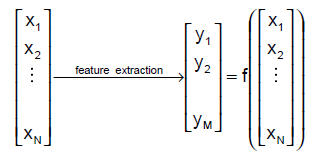 x1
x2
⋮
xN
feature extraction
y1
y2
yM
= f
x1
x2
⋮
xN